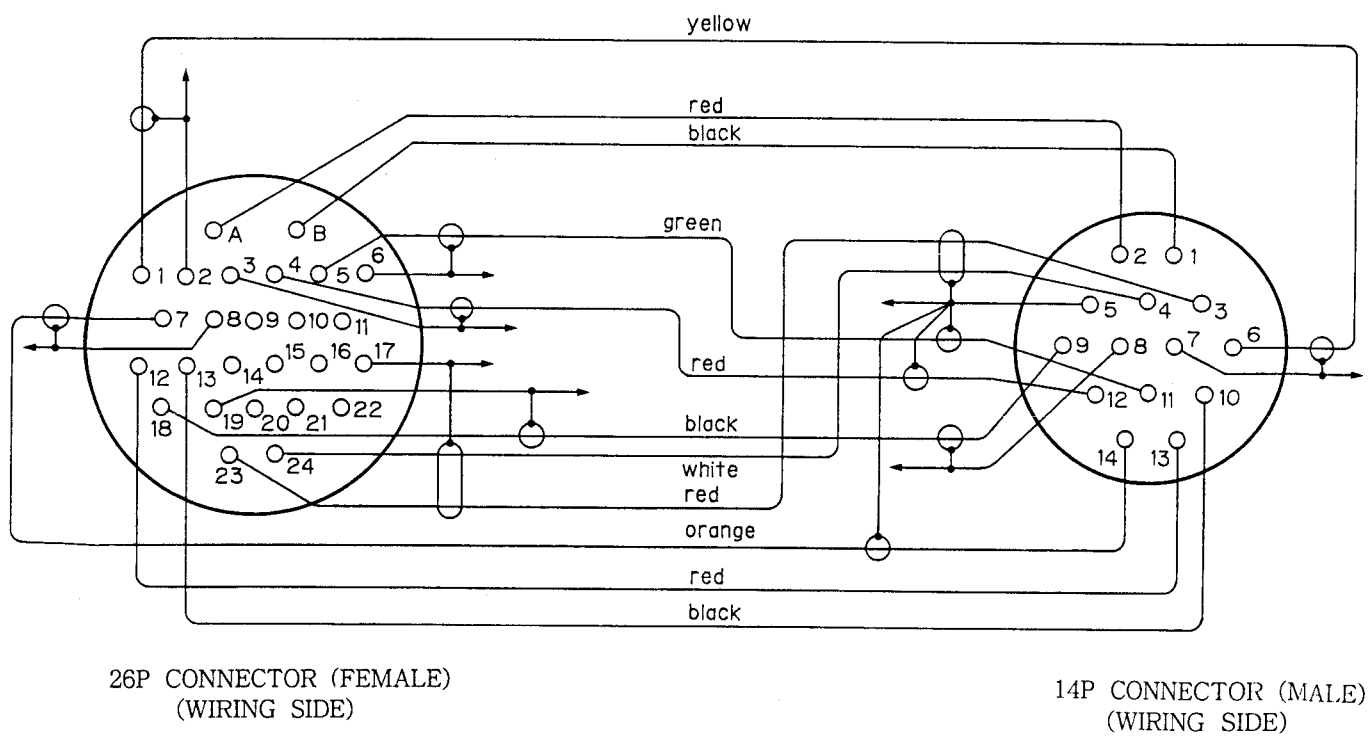 yellow
red
black
green
A B
1 2 3 4 5 6
7 8 9 10 11
12 13 14 15 16 17
18 19 20 21 22
23 24
2 1
5 4 3
9 8 7 6
12 11 10
14 13
red
black
white
red
orange
red
black
26P CONNECTOR (FEMALE)
(WIRING SIDE)
14P CONNECTOR (MALE)
(WIRING SIDE)